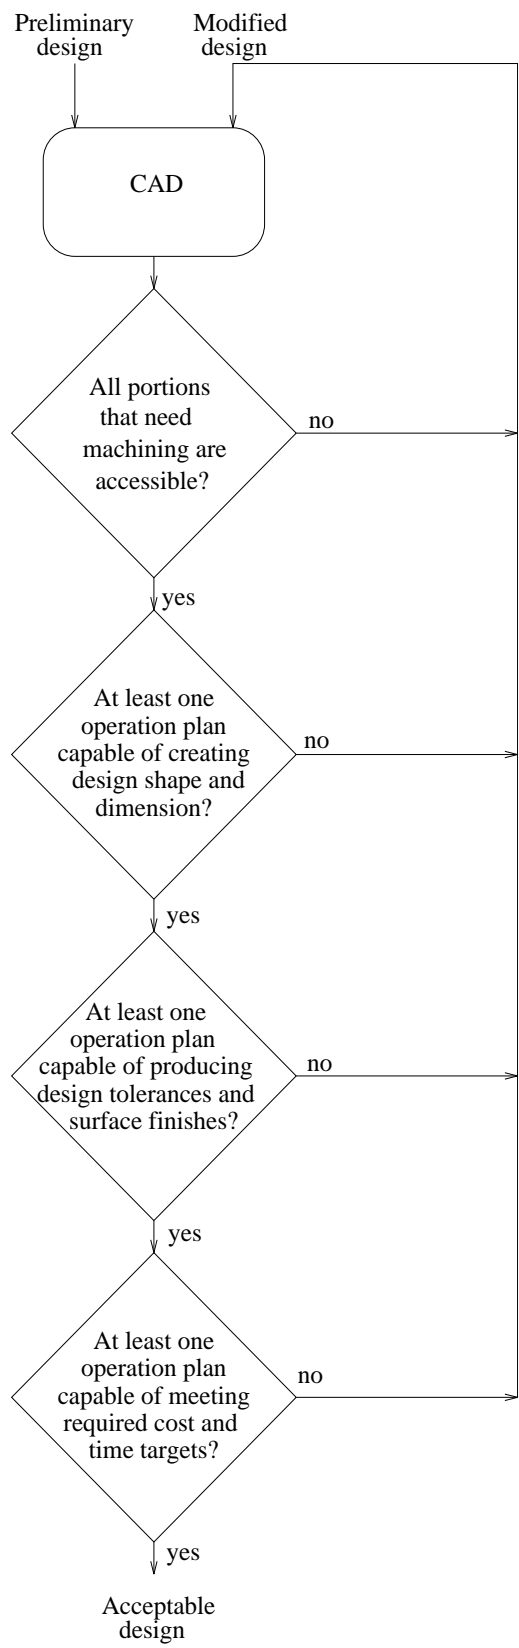 Preliminary
design
Modified
design
CAD
All portions
that need
machining are
accessible?
no
yes
At least one
operation plan
capable of creating
design shape and
dimension?
no
yes
At least one
operation plan
capable of producing
design tolerances and
surface finishes?
no
yes
At least one
operation plan
capable of meeting
required cost and
time targets?
no
yes
Acceptable
design